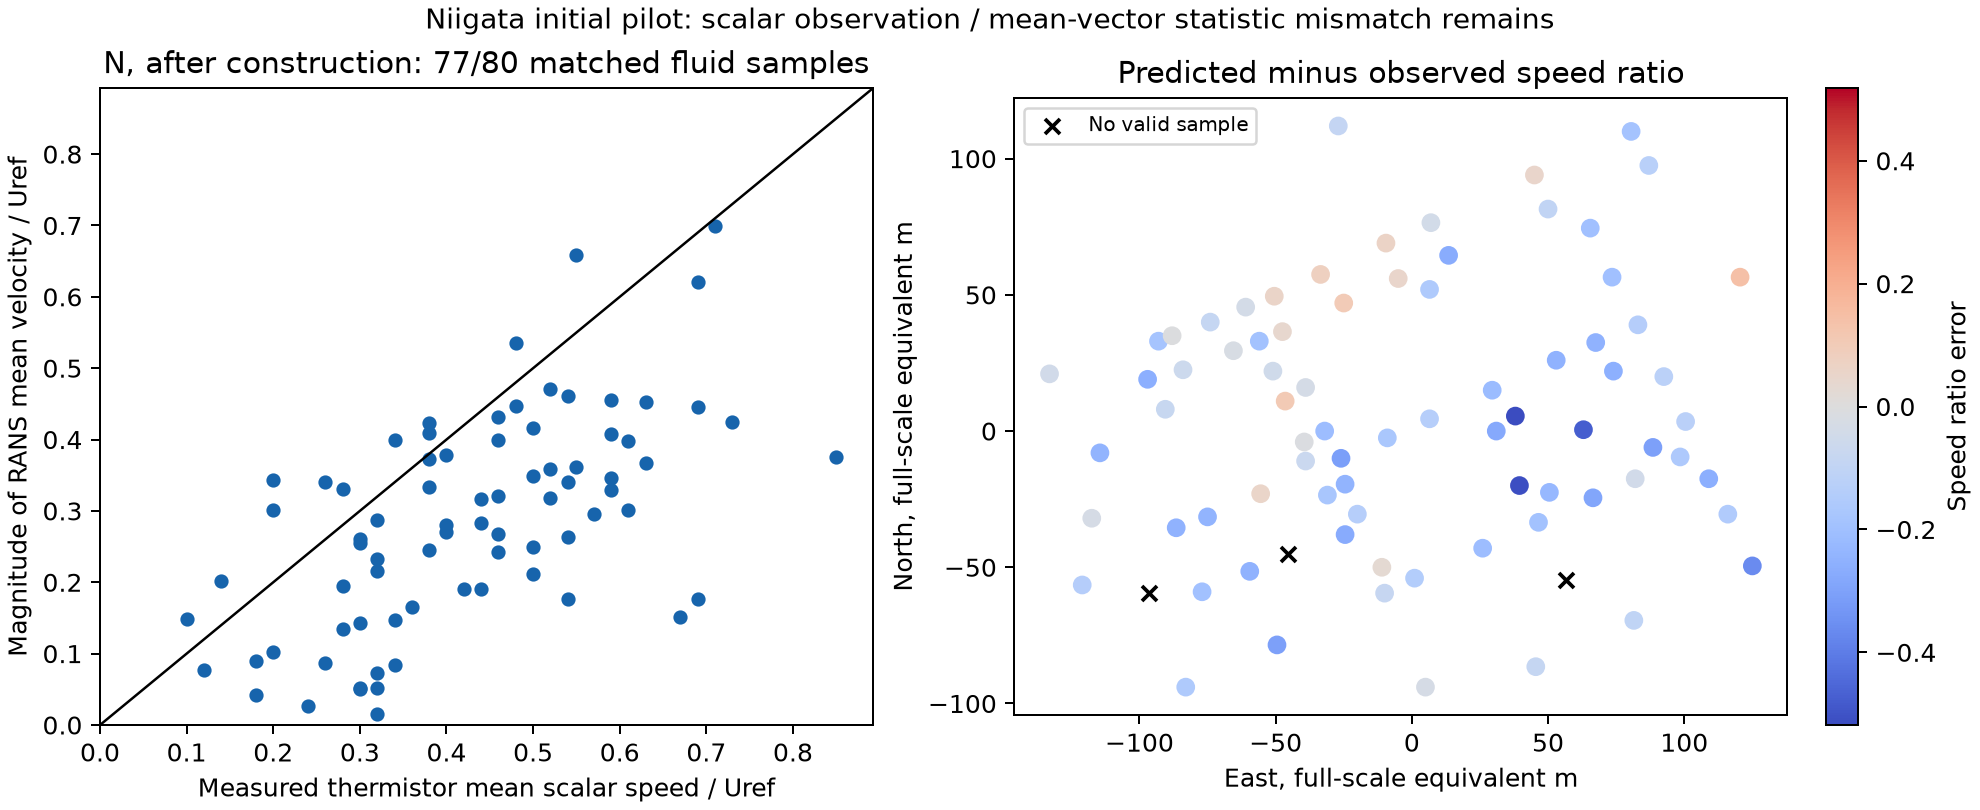 Niigata initial pilot: scalar observation / mean-vector statistic mismatch remains
N, after construction: 77/80 matched fluid samples
Magnitude of RANS mean velocity / Uref
0.8
0.7
0.6
0.5
0.4
0.3
0.2
0.1
0.0
0.0 0.1 0.2 0.3 0.4 0.5 0.6 0.7 0.8
Measured thermistor mean scalar speed / Uref
Predicted minus observed speed ratio
No valid sample
North, full-scale equivalent m
100
50
0
−50
−100
−100 −50 0 50 100
East, full-scale equivalent m
0.4
0.2
0.0
−0.2
−0.4
Speed ratio error